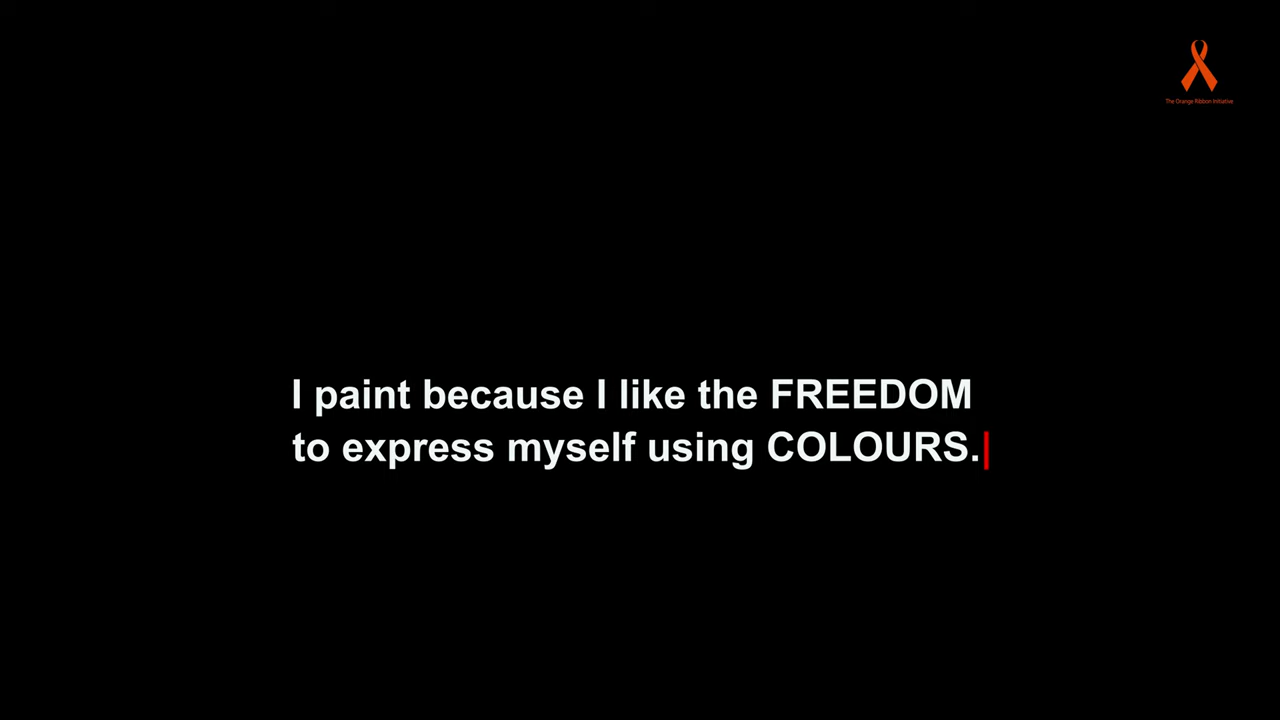 The Orange Ribbon Initiative
I paint because I like the FREEDOM
to express myself using COLOURS.